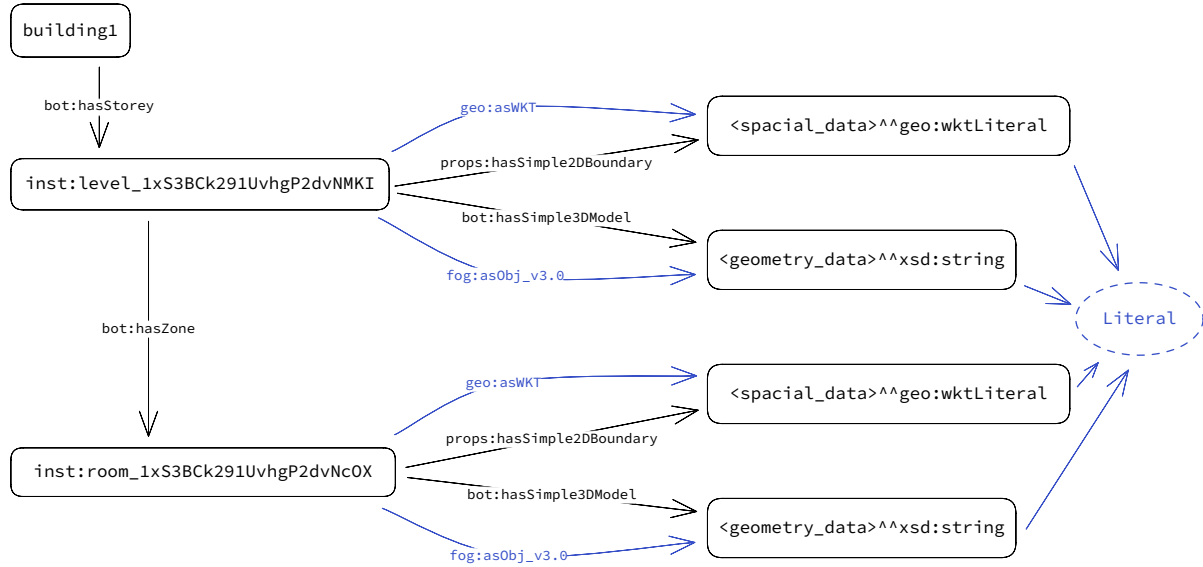 building1
bot:hasStorey
geo:asWKT
<spacial_data>^^geo:wktLiteral
props:hasSimple2DBoundary
inst:level_1xS3BCk291UvhgP2dvNMKI
bot:hasSimple3DModel
<geometry_data>^^xsd:string
fog:asObj_v3.0
Literal
bot:hasZone
geo:asWKT
<spacial_data>^^geo:wktLiteral
props:hasSimple2DBoundary
inst:room_1xS3BCk291UvhgP2dvNcOX
bot:hasSimple3DModel
<geometry_data>^^xsd:string
fog:asObj_v3.0